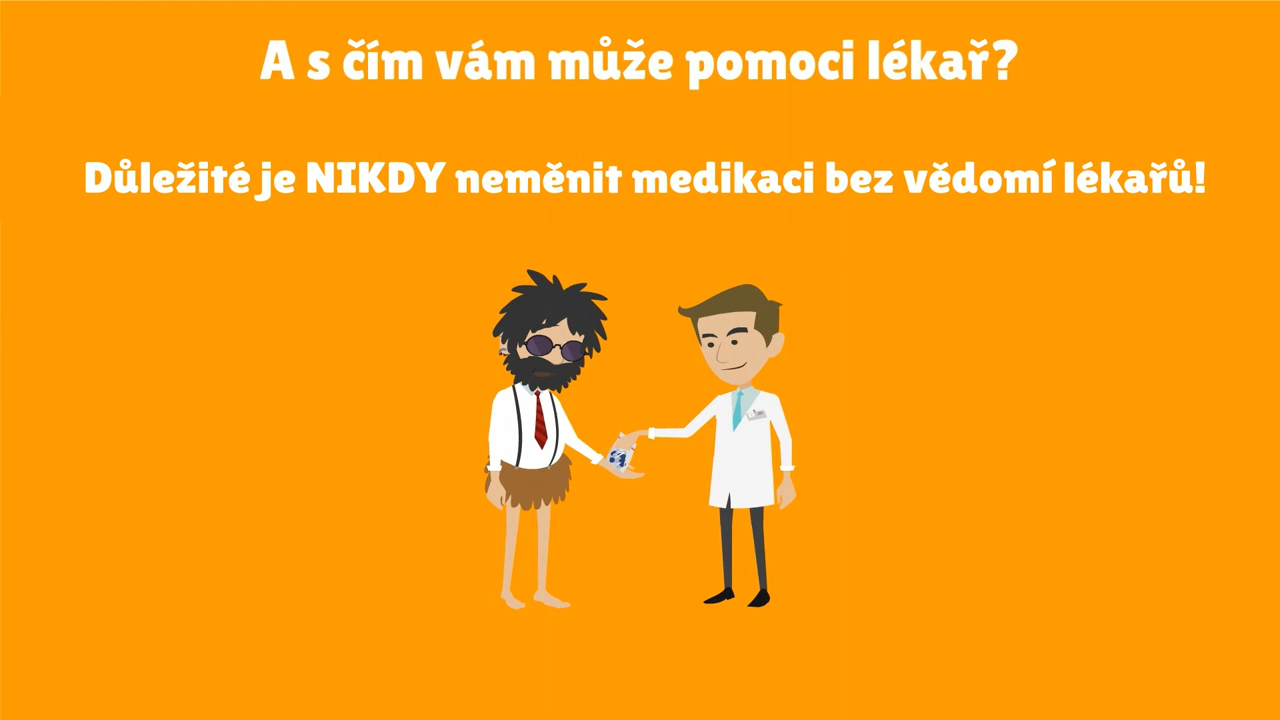 A s čím vám může pomoci lékař?
Důležité je NIKDY neměnit medikaci bez vědomí lékařů!